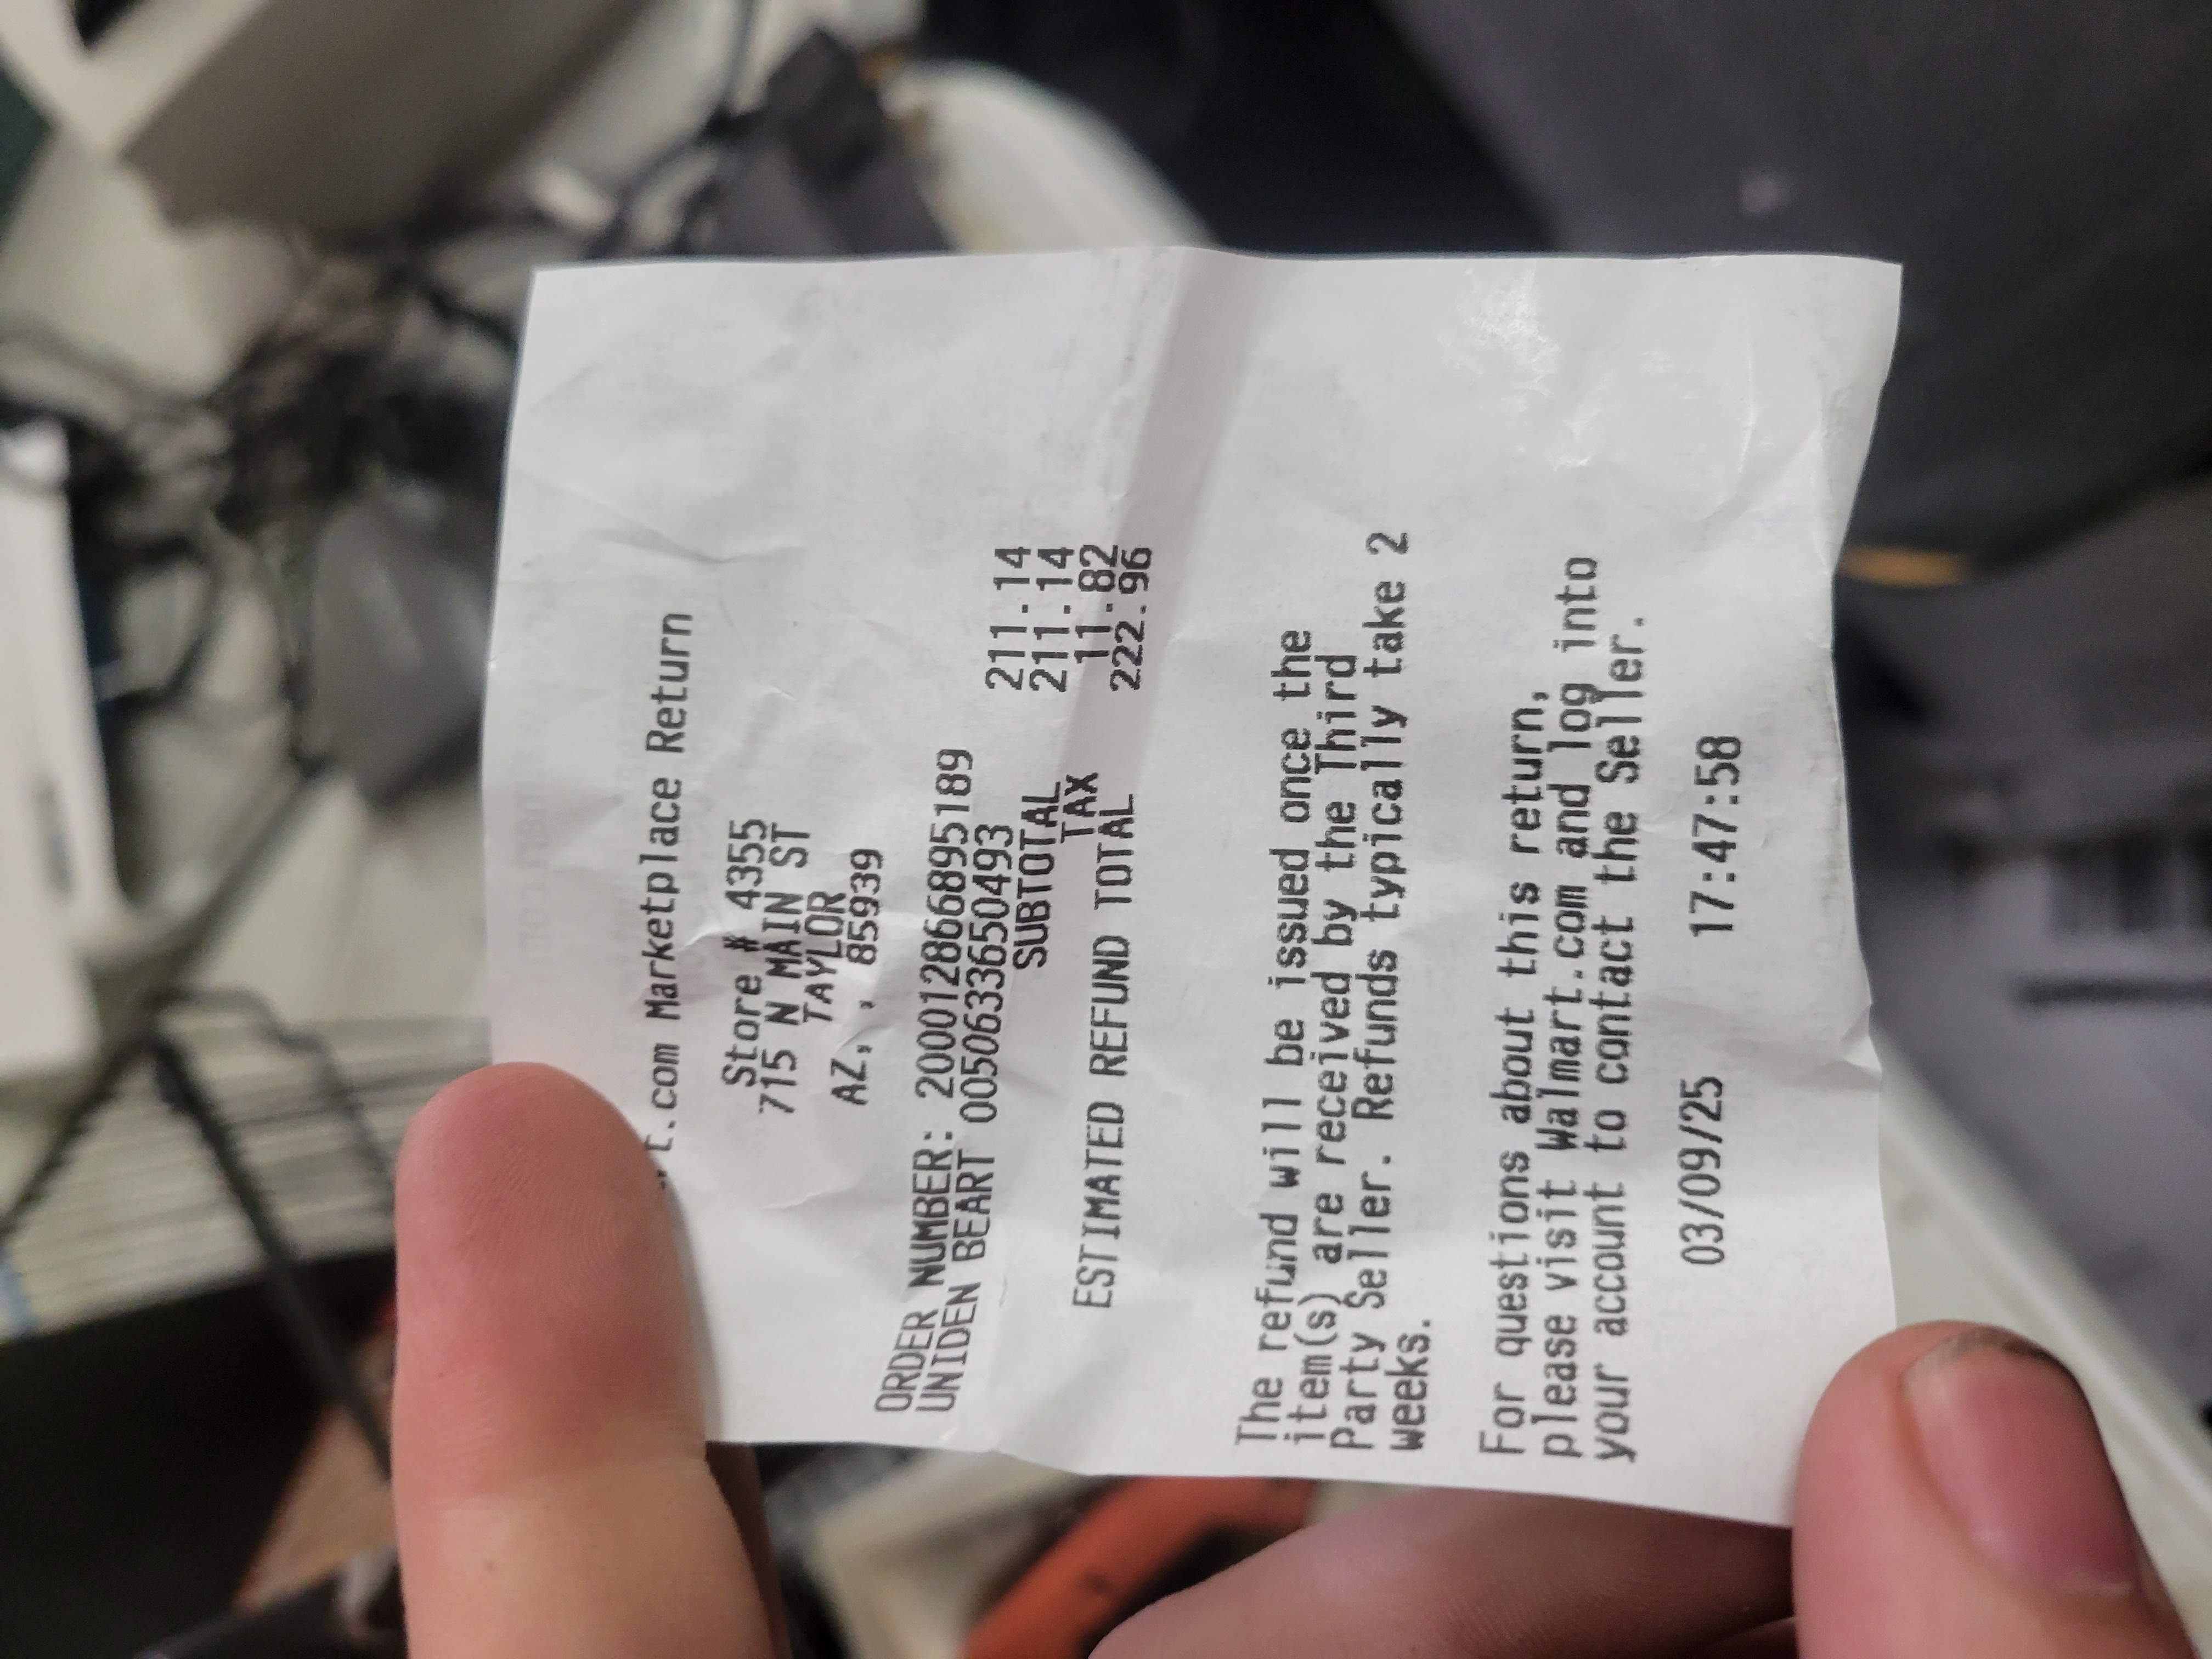 t.com Marketplace Return
Store # 4355
715 N MAIN ST
TAYLOR
AZ, , 85939
ORDER NUMBER: 200012866895189
UNIDEN BEART 0050633650493 211.14
SUBTOTAL 211.14
TAX 11.82
ESTIMATED REFUND TOTAL 222.96
The refund will be issued once the
item(s) are received by the Third
Party Seller. Refunds typically take 2
weeks.
For questions about this return,
please visit Walmart.com and log into
your account to contact the Seller.
03/09/25 17:47:58